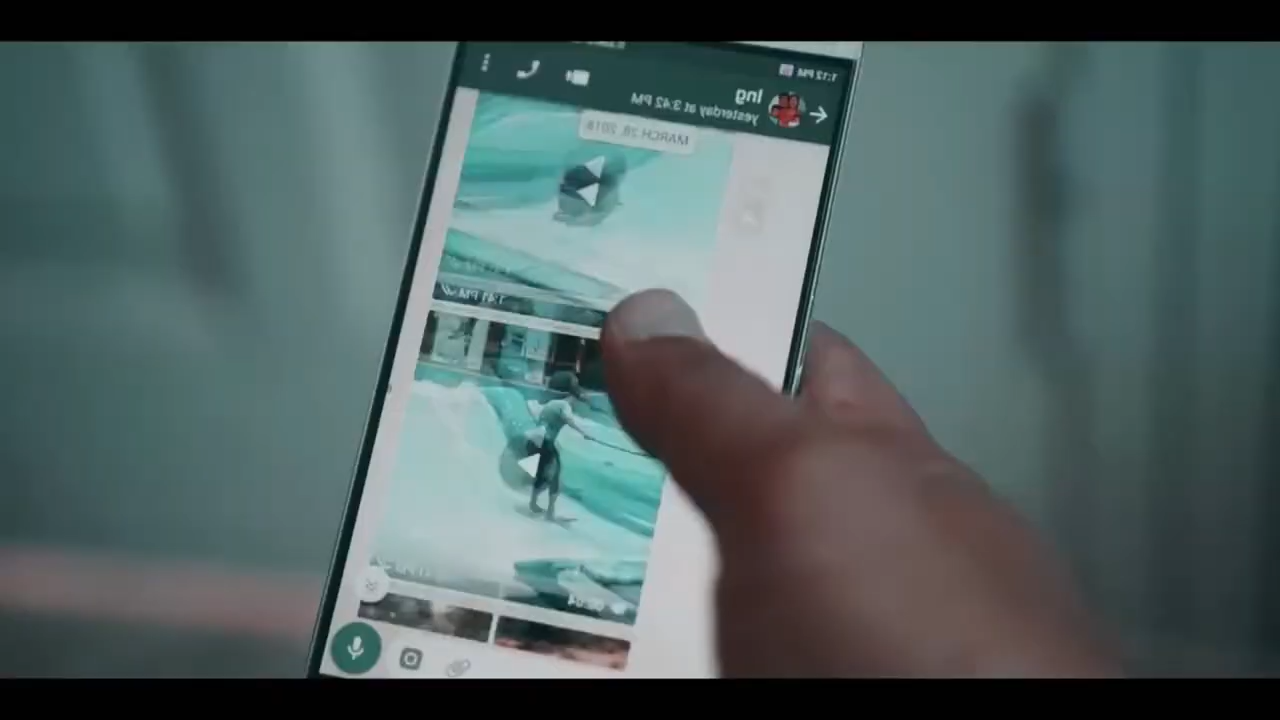 1:12 PM
Ing
yesterday at 3:42 PM
MARCH 28, 2018
1:41 PM